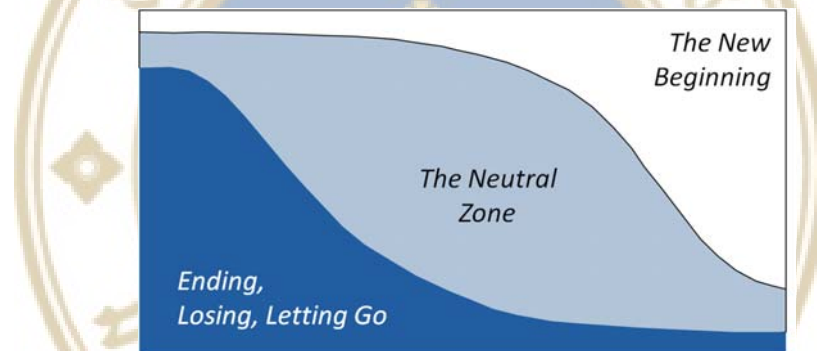 The New
Beginning
The Neutral
Zone
Ending,
Losing, Letting Go